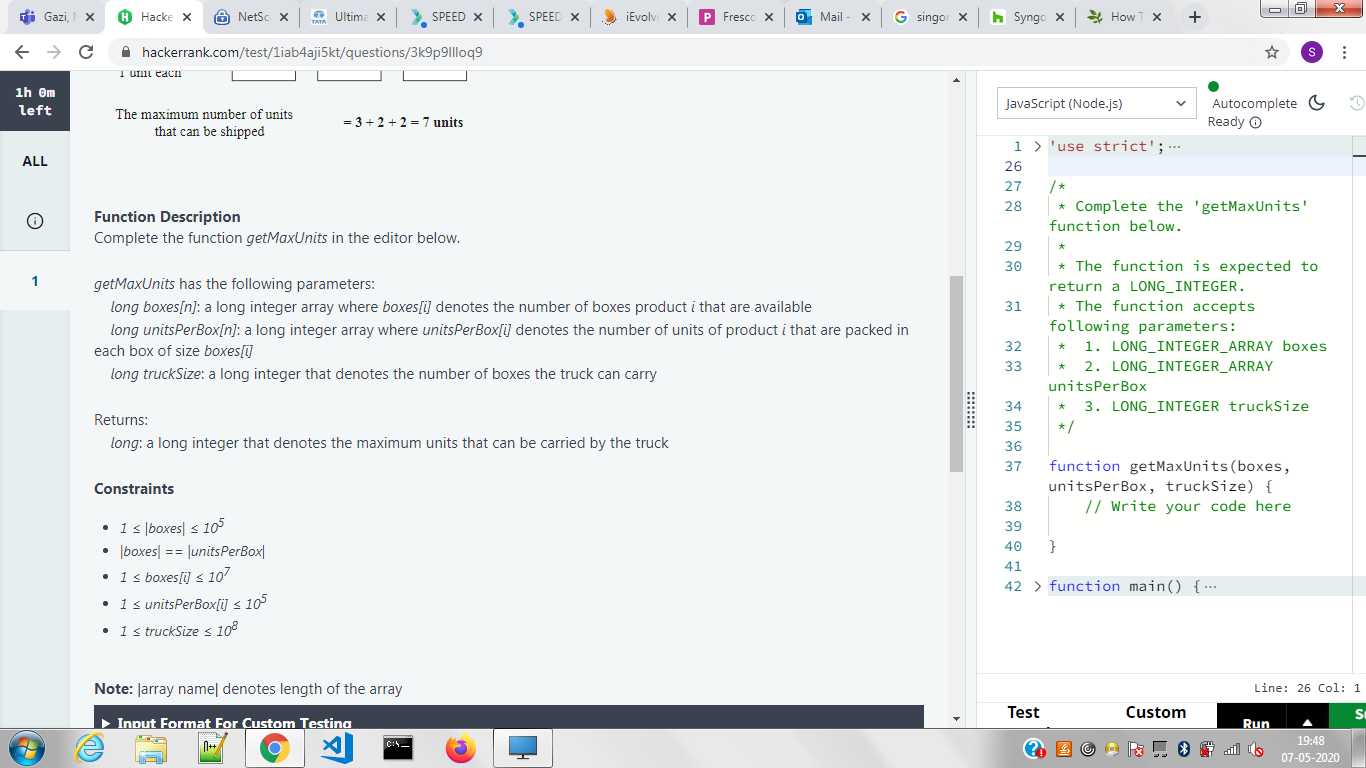 Gazi, M
Hacke
NetSc
Ultima
SPEED
SPEED
iEvolv
Fresco
Mail -
singor
Syngo
How T
hackerrank.com/test/1iab4aji5kt/questions/3k9p9llloq9
S
1h 0m
left
ALL
1
1 unit each
The maximum number of units
that can be shipped
= 3 + 2 + 2 = 7 units
Function Description
Complete the function getMaxUnits in the editor below.
getMaxUnits has the following parameters:
long boxes[n]: a long integer array where boxes[i] denotes the number of boxes product i that are available
long unitsPerBox[n]: a long integer array where unitsPerBox[i] denotes the number of units of product i that are packed in
each box of size boxes[i]
long truckSize: a long integer that denotes the number of boxes the truck can carry
Returns:
long: a long integer that denotes the maximum units that can be carried by the truck
Constraints
• 1 ≤ |boxes| ≤ 10^5
• |boxes| == |unitsPerBox|
• 1 ≤ boxes[i] ≤ 10^7
• 1 ≤ unitsPerBox[i] ≤ 10^5
• 1 ≤ truckSize ≤ 10^8
Note: |array name| denotes length of the array
Input Format For Custom Testing
JavaScript (Node.js)
Autocomplete
Ready
1 'use strict'; ···
26
27 /*
28 * Complete the 'getMaxUnits'
function below.
29 *
30 * The function is expected to
return a LONG_INTEGER.
31 * The function accepts
following parameters:
32 * 1. LONG_INTEGER_ARRAY boxes
33 * 2. LONG_INTEGER_ARRAY
unitsPerBox
34 * 3. LONG_INTEGER truckSize
35 */
36
37 function getMaxUnits(boxes,
unitsPerBox, truckSize) {
38 // Write your code here
39
40 }
41
42 function main() { ···
Line: 26 Col: 1
Test
Custom
Run
19:48
07-05-2020